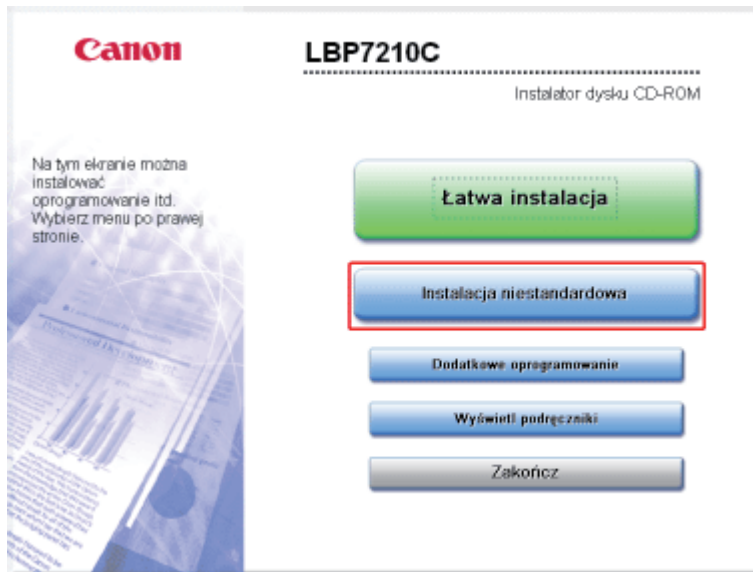 Canon
LBP7210C
Instalator dysku CD-ROM
Na tym ekranie można
instalować
oprogramowanie itd.
Wybierz menu po prawej
stronie.
Łatwa instalacja
Instalacja niestandardowa
Dodatkowe oprogramowanie
Wyświetl podręczniki
Zakończ